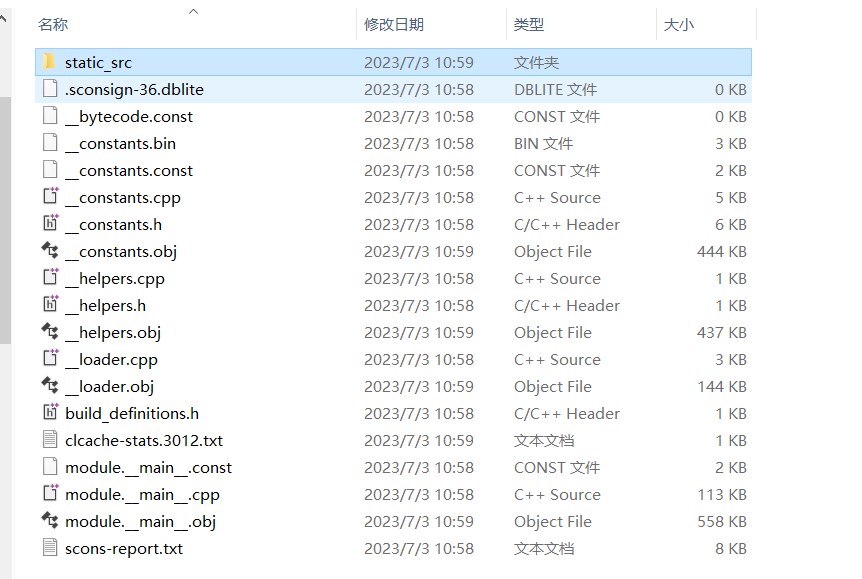 名称 修改日期 类型 大小
static_src 2023/7/3 10:59 文件夹
.sconsign-36.dblite 2023/7/3 10:58 DBLITE 文件 0 KB
__bytecode.const 2023/7/3 10:58 CONST 文件 0 KB
__constants.bin 2023/7/3 10:58 BIN 文件 3 KB
__constants.const 2023/7/3 10:58 CONST 文件 2 KB
__constants.cpp 2023/7/3 10:58 C++ Source 5 KB
__constants.h 2023/7/3 10:58 C/C++ Header 6 KB
__constants.obj 2023/7/3 10:59 Object File 444 KB
__helpers.cpp 2023/7/3 10:58 C++ Source 1 KB
__helpers.h 2023/7/3 10:58 C/C++ Header 1 KB
__helpers.obj 2023/7/3 10:59 Object File 437 KB
__loader.cpp 2023/7/3 10:58 C++ Source 3 KB
__loader.obj 2023/7/3 10:59 Object File 144 KB
build_definitions.h 2023/7/3 10:58 C/C++ Header 1 KB
clcache-stats.3012.txt 2023/7/3 10:59 文本文档 1 KB
module.__main__.const 2023/7/3 10:58 CONST 文件 2 KB
module.__main__.cpp 2023/7/3 10:58 C++ Source 113 KB
module.__main__.obj 2023/7/3 10:59 Object File 558 KB
scons-report.txt 2023/7/3 10:58 文本文档 8 KB